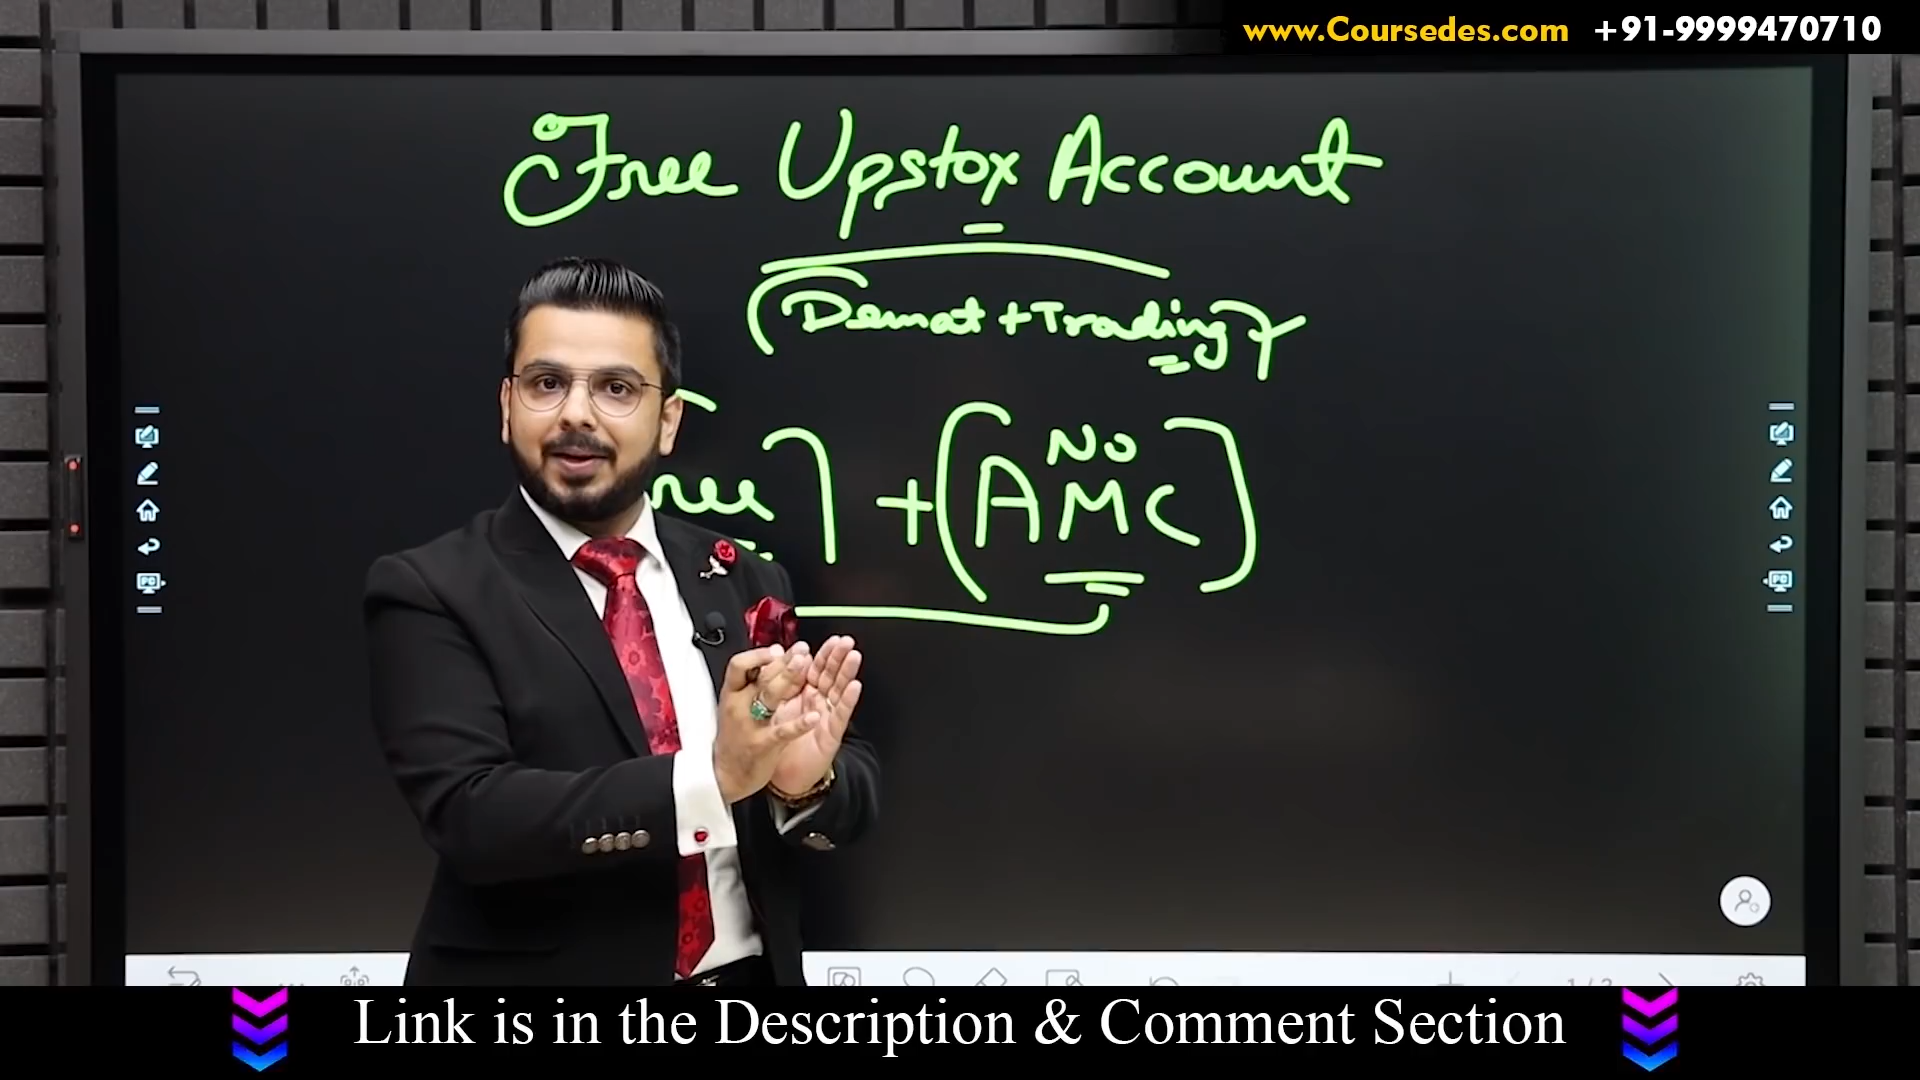 www.Coursedes.com +91-9999470710
Free Upstox Account
(Demat + Trading)
No
+ (AMC)
Link is in the Description & Comment Section